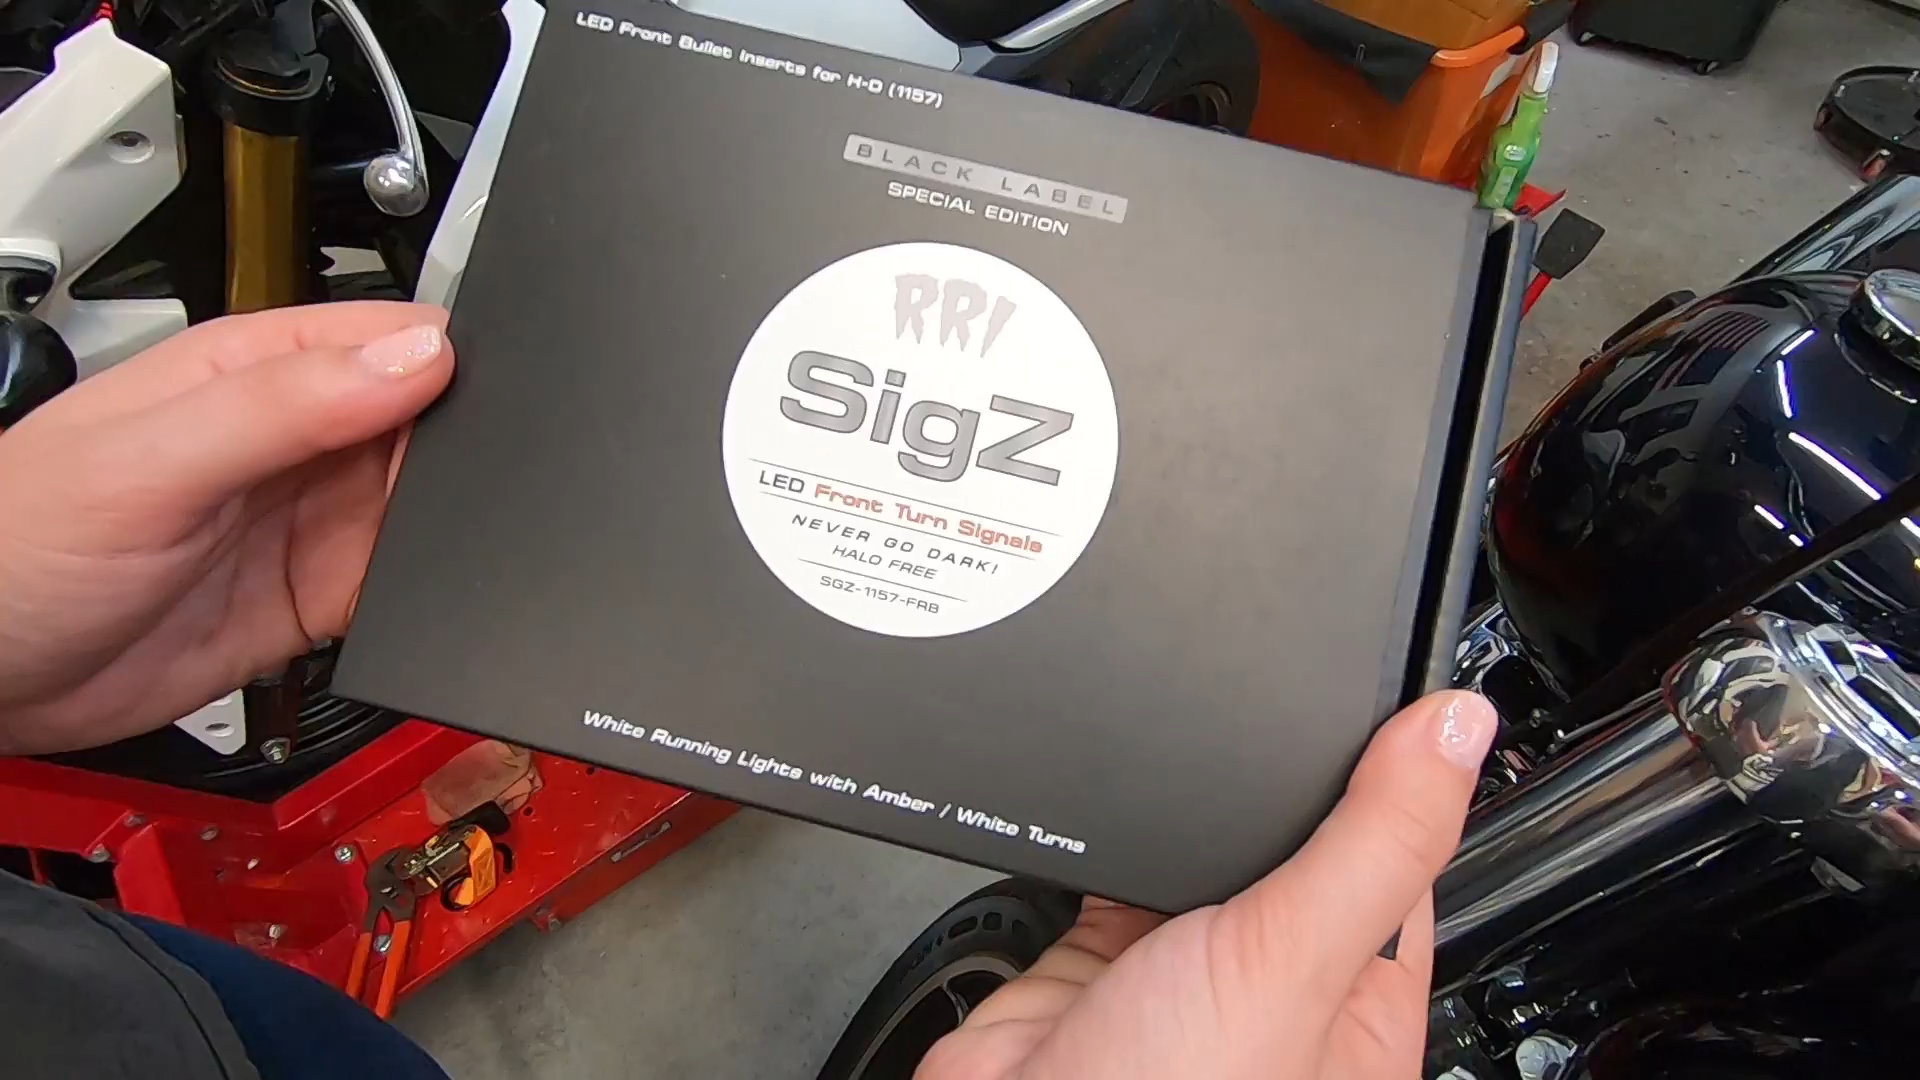 LED Front Bullet Inserts for H-D (1157)
BLACK LABEL
SPECIAL EDITION
RRI
SigZ
LED Front Turn Signals
NEVER GO DARK!
HALO FREE
SGZ-1157-FRB
White Running Lights with Amber / White Turns